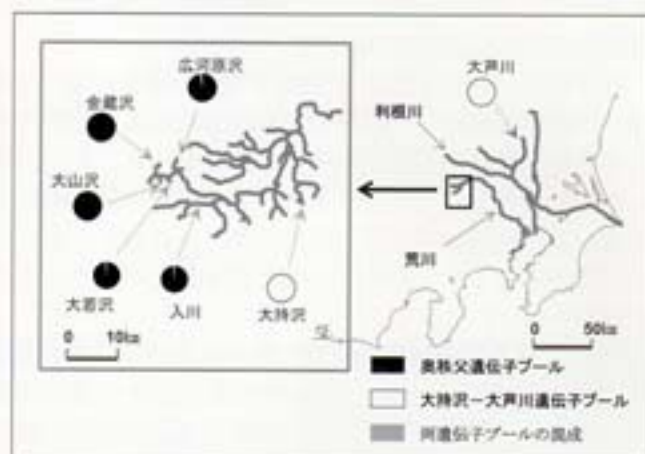 広河原沢
金蔵沢
大山沢
大若沢
入川
大持沢
0 10km
大芦川
利根川
荒川
0 50km
奥秩父遺伝子プール
大持沢－大芦川遺伝子プール
両遺伝子プールの混成